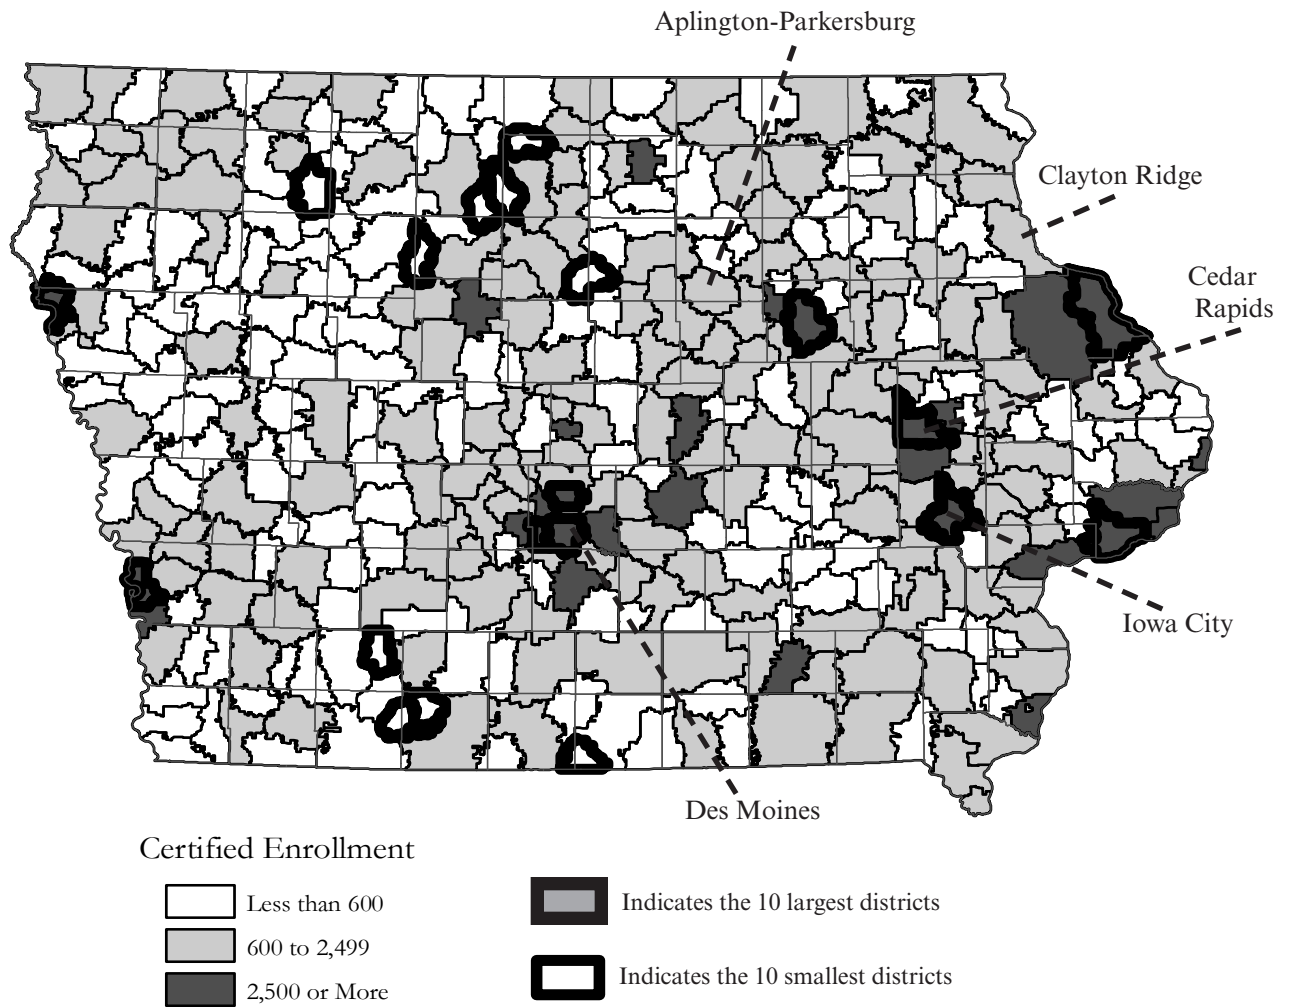 Aplington-Parkersburg
Clayton Ridge
Cedar
Rapids
Iowa City
Des Moines
Certified Enrollment
Less than 600
600 to 2,499
2,500 or More
Indicates the 10 largest districts
Indicates the 10 smallest districts